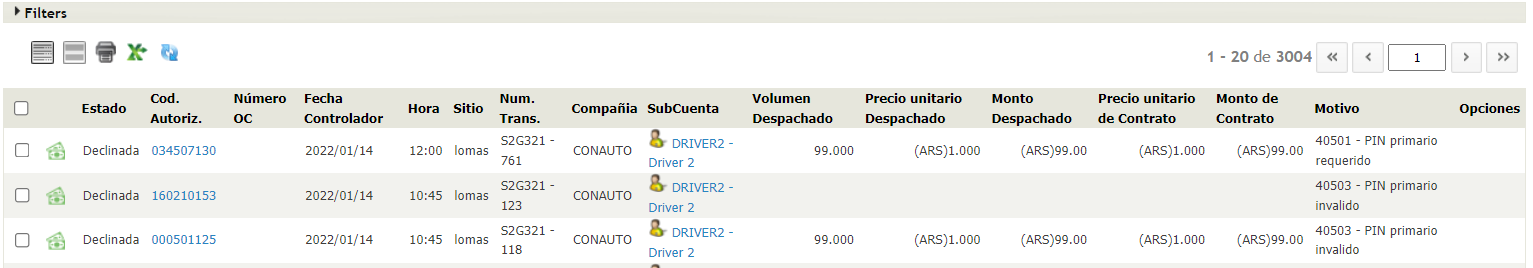 Filters
1 - 20 de 3004 « ‹ 1 › »
Estado Cod. Autoriz. Número OC Fecha Controlador Hora Sitio Num. Trans. Compañia SubCuenta Volumen Despachado Precio unitario Despachado Monto Despachado Precio unitario de Contrato Monto de Contrato Motivo Opciones
Declinada 034507130 2022/01/14 12:00 lomas S2G321 - 761 CONAUTO DRIVER2 - Driver 2 99.000 (ARS)1.000 (ARS)99.00 (ARS)1.000 (ARS)99.00 40501 - PIN primario requerido
Declinada 160210153 2022/01/14 10:45 lomas S2G321 - 123 CONAUTO DRIVER2 - Driver 2 40503 - PIN primario invalido
Declinada 000501125 2022/01/14 10:45 lomas S2G321 - 118 CONAUTO DRIVER2 - Driver 2 99.000 (ARS)1.000 (ARS)99.00 (ARS)1.000 (ARS)99.00 40503 - PIN primario invalido